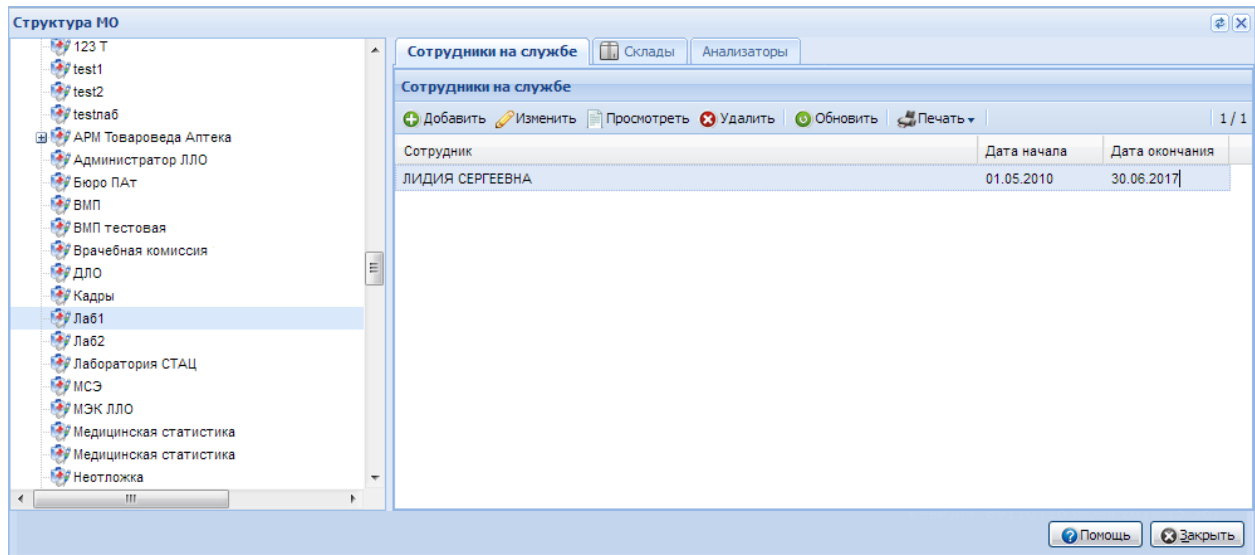 Структура МО
123 Т
test1
test2
testnaб
АРМ Товароведа Аптека
Администратор ЛЛО
Бюро ПАт
ВМП
ВМП тестовая
Врачебная комиссия
ДЛО
Кадры
Лаб1
Лаб2
Лаборатория СТАЦ
МСЭ
МЭК ЛЛО
Медицинская статистика
Медицинская статистика
Неотложка
Сотрудники на службе Склады Анализаторы
Сотрудники на службе
Добавить Изменить Просмотреть Удалить Обновить Печать 1 / 1
Сотрудник Дата начала Дата окончания
ЛИДИЯ СЕРГЕЕВНА 01.05.2010 30.06.2017
Помощь Закрыть